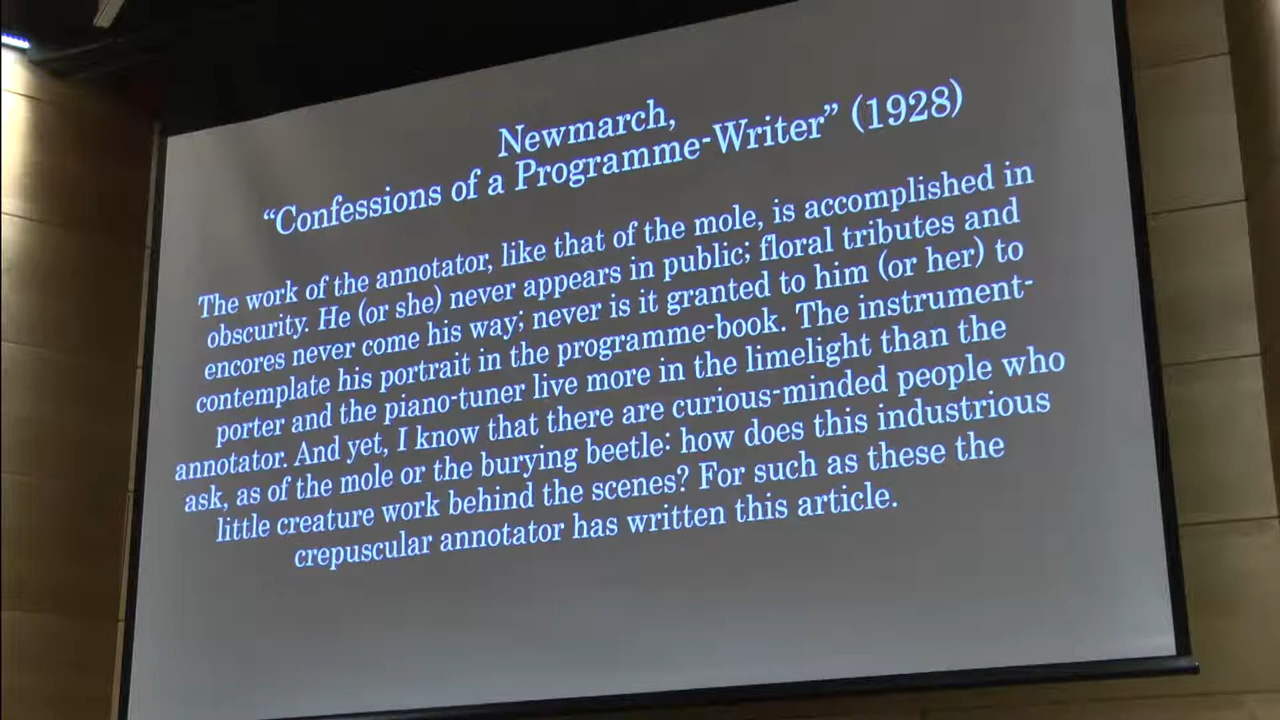 Newmarch,
“Confessions of a Programme-Writer” (1928)
The work of the annotator, like that of the mole, is accomplished in
obscurity. He (or she) never appears in public; floral tributes and
encores never come his way; never is it granted to him (or her) to
contemplate his portrait in the programme-book. The instrument-
porter and the piano-tuner live more in the limelight than the
annotator. And yet, I know that there are curious-minded people who
ask, as of the mole or the burying beetle: how does this industrious
little creature work behind the scenes? For such as these the
crepuscular annotator has written this article.